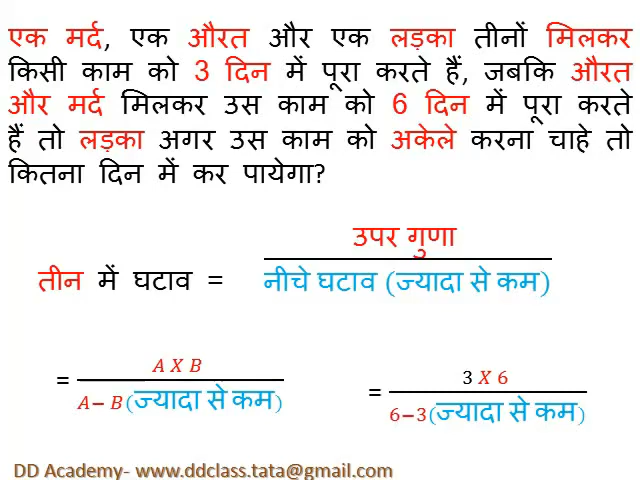 एक मर्द, एक औरत और एक लड़का तीनों मिलकर
किसी काम को 3 दिन में पूरा करते हैं, जबकि औरत
और मर्द मिलकर उस काम को 6 दिन में पूरा करते
हैं तो लड़का अगर उस काम को अकेले करना चाहे तो
कितना दिन में कर पायेगा?
उपर गुणा
तीन में घटाव =
नीचे घटाव (ज्यादा से कम)
A X B
=
A− B(ज्यादा से कम)
3 X 6
=
6−3(ज्यादा से कम)
DD Academy- www.ddclass.tata@gmail.com